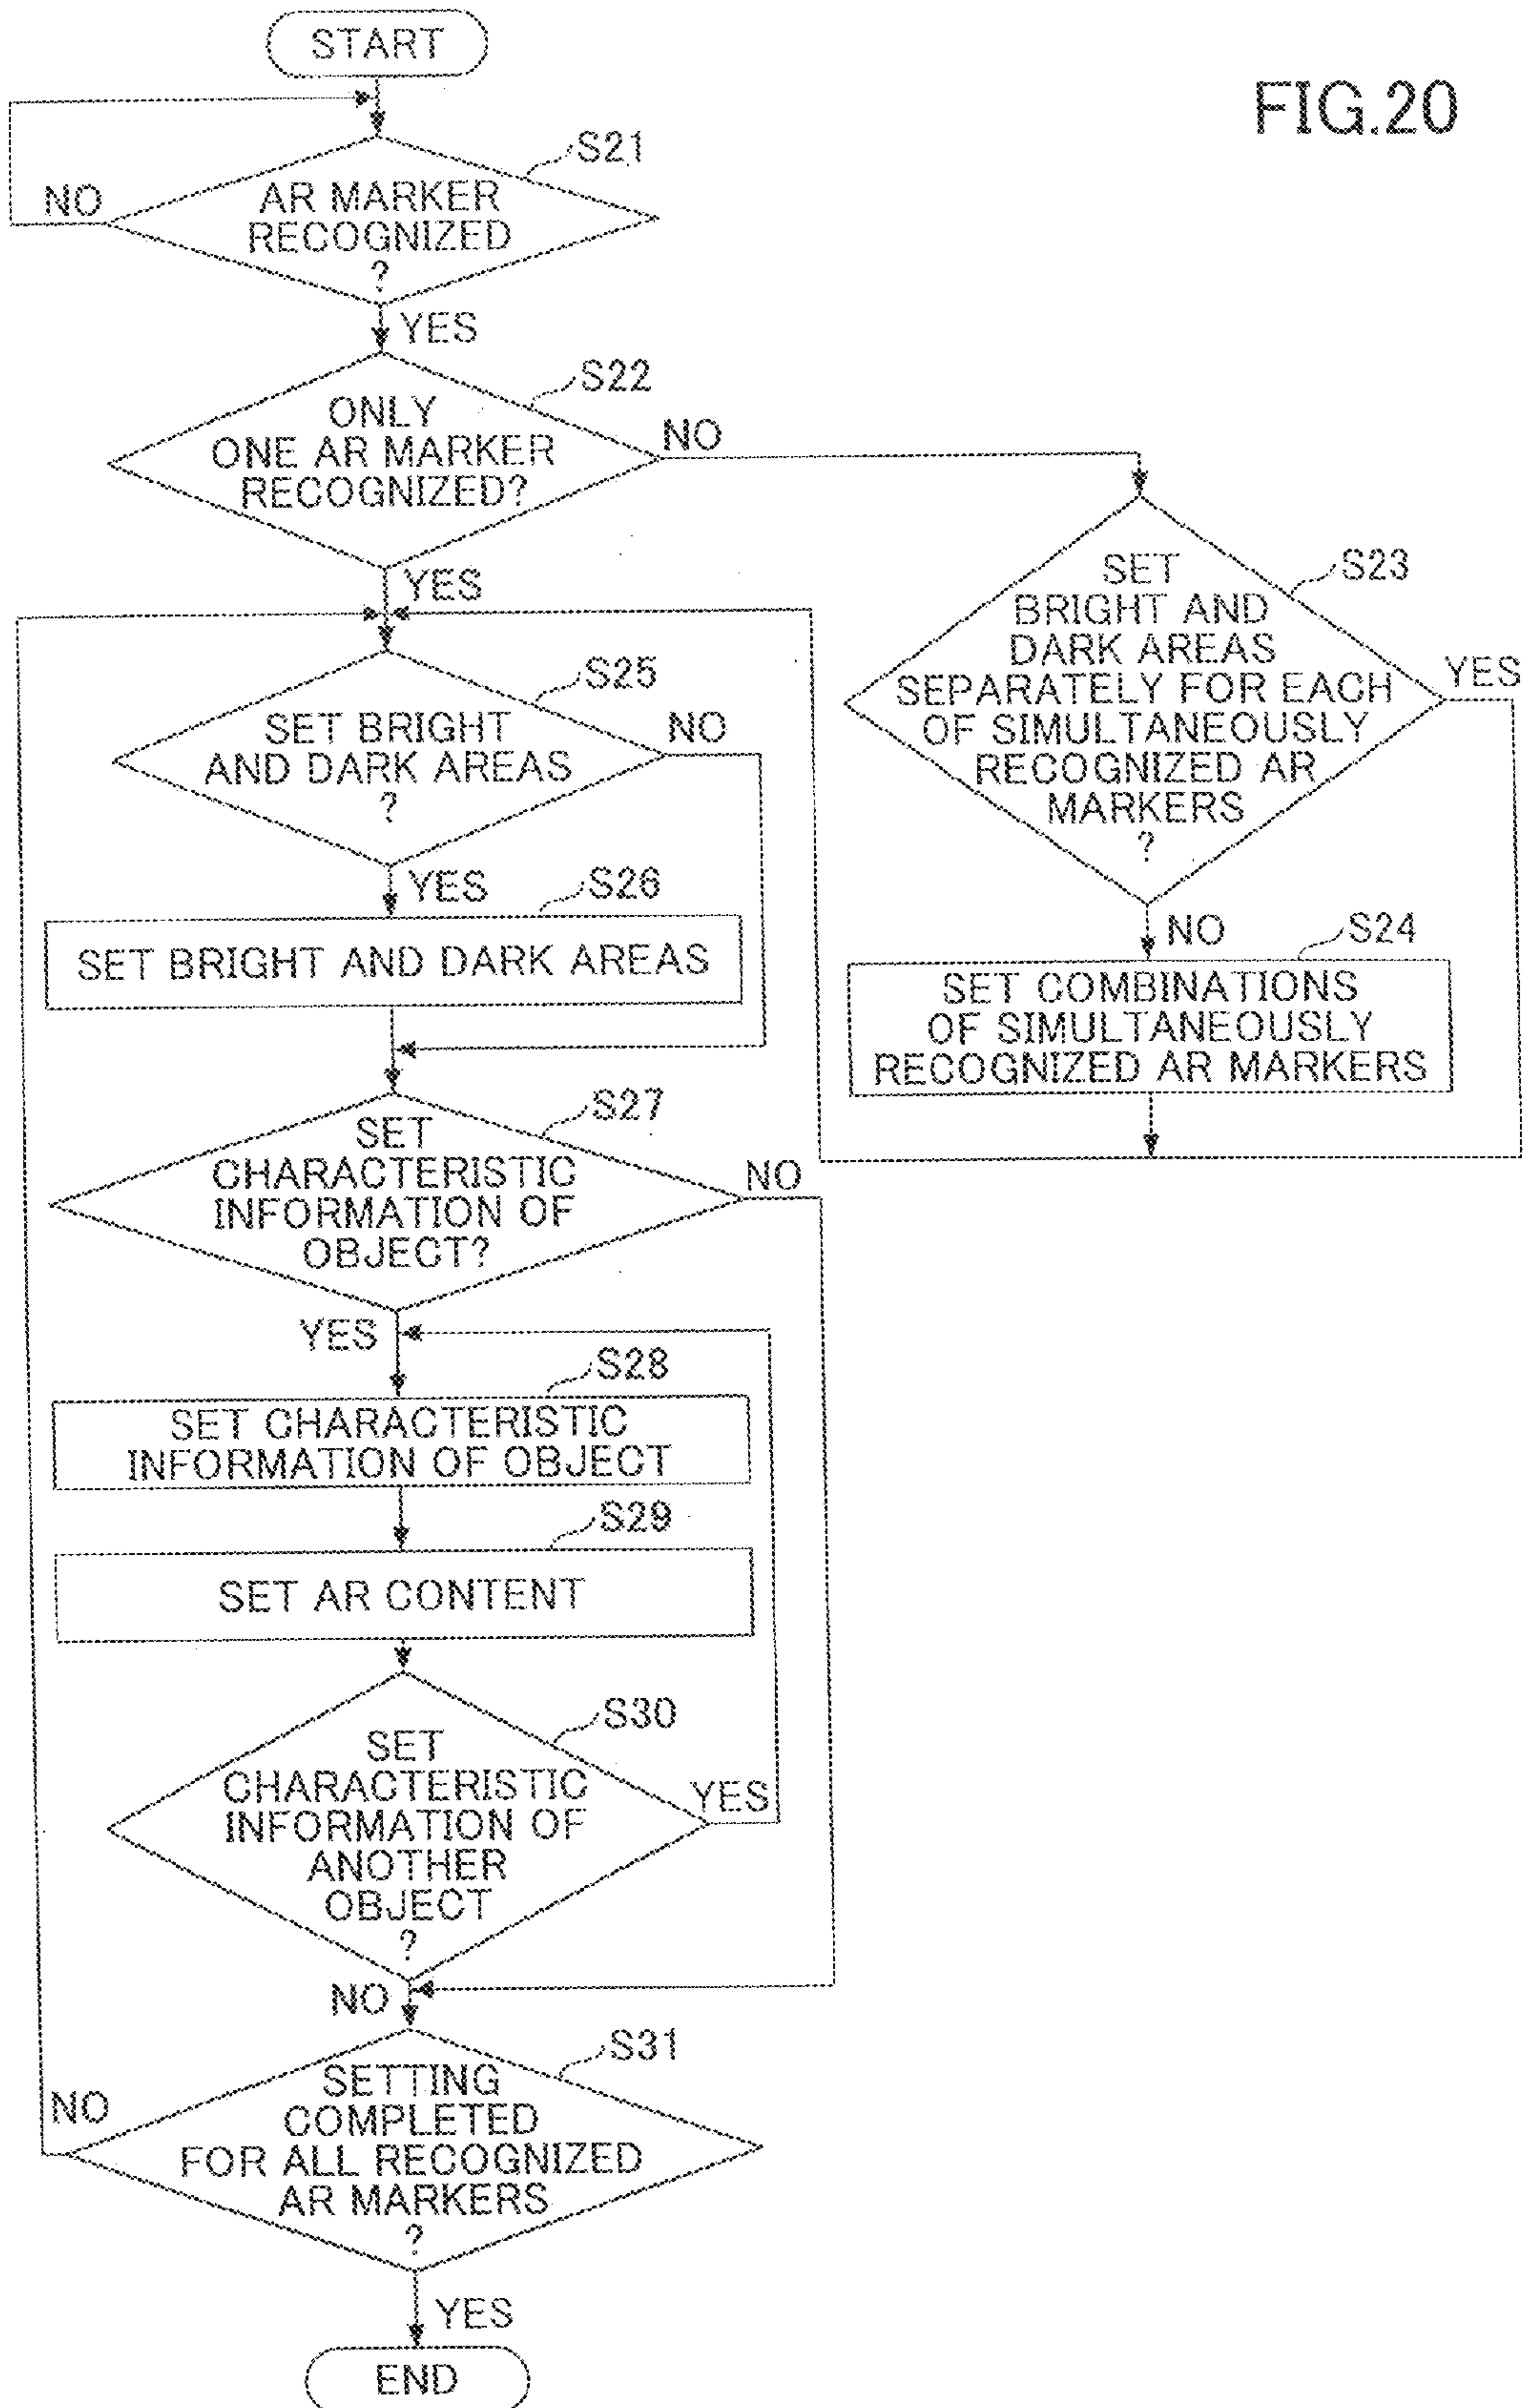 START
FIG.20
S21
NO
AR MARKER
RECOGNIZED
?
YES
S22
ONLY
ONE AR MARKER
RECOGNIZED?
NO
YES
S23
SET
BRIGHT AND
DARK AREAS
SEPARATELY FOR EACH
OF SIMULTANEOUSLY
RECOGNIZED AR
MARKERS
?
YES
NO
S24
SET COMBINATIONS
OF SIMULTANEOUSLY
RECOGNIZED AR MARKERS
S25
SET BRIGHT
AND DARK AREAS
?
NO
YES
S26
SET BRIGHT AND DARK AREAS
S27
SET
CHARACTERISTIC
INFORMATION OF
OBJECT?
NO
YES
S28
SET CHARACTERISTIC
INFORMATION OF OBJECT
S29
SET AR CONTENT
S30
SET
CHARACTERISTIC
INFORMATION OF
ANOTHER
OBJECT
?
YES
NO
S31
SETTING
COMPLETED
FOR ALL RECOGNIZED
AR MARKERS
?
NO
YES
END